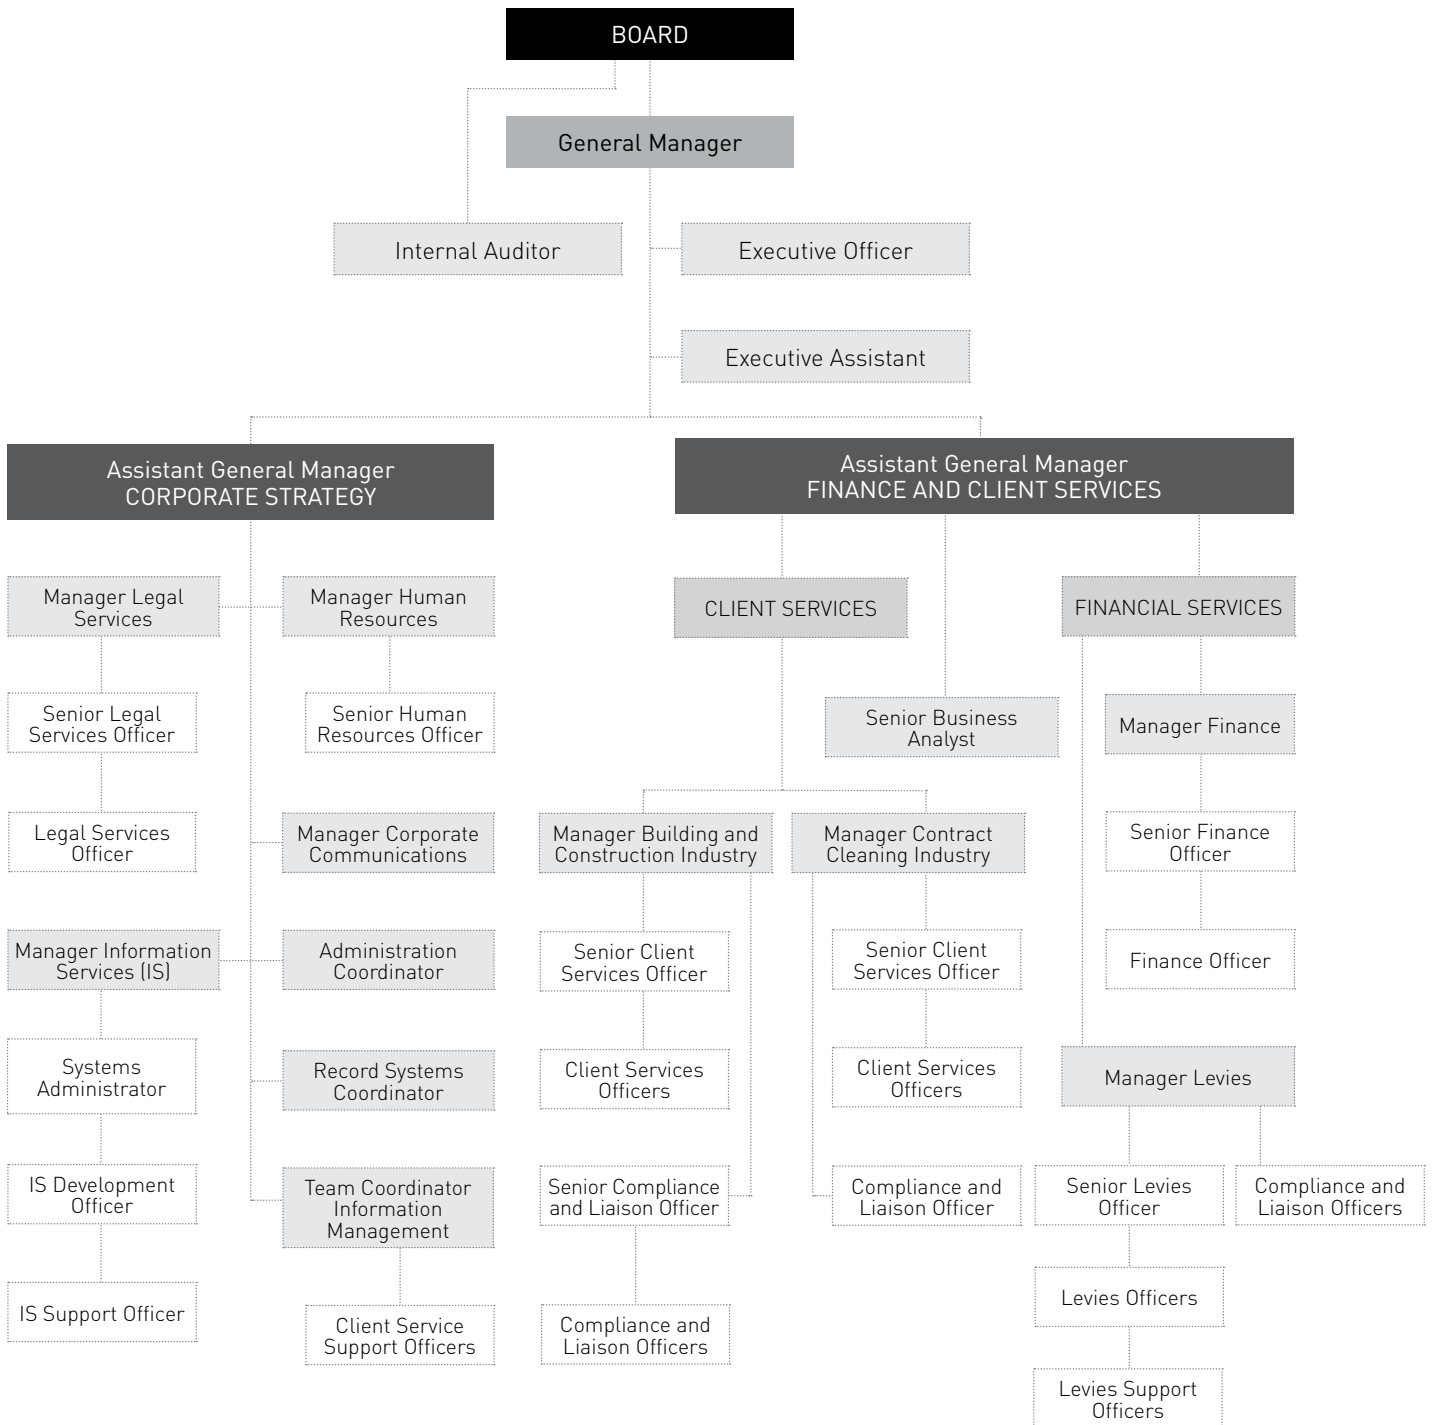 BOARD
General Manager
Internal Auditor
Executive Officer
Executive Assistant
Assistant General Manager
CORPORATE STRATEGY
Manager Legal
Services
Manager Human
Resources
Senior Legal
Services Officer
Senior Human
Resources Officer
Legal Services
Officer
Manager Corporate
Communications
Manager Information
Services (IS)
Administration
Coordinator
Systems
Administrator
Record Systems
Coordinator
IS Development
Officer
Team Coordinator
Information
Management
IS Support Officer
Client Service
Support Officers
Assistant General Manager
FINANCE AND CLIENT SERVICES
CLIENT SERVICES
FINANCIAL SERVICES
Senior Business
Analyst
Manager Finance
Manager Building and
Construction Industry
Manager Contract
Cleaning Industry
Senior Finance
Officer
Senior Client
Services Officer
Senior Client
Services Officer
Finance Officer
Client Services
Officers
Client Services
Officers
Manager Levies
Senior Compliance
and Liaison Officer
Compliance and
Liaison Officer
Senior Levies
Officer
Compliance and
Liaison Officers
Compliance and
Liaison Officers
Levies Officers
Levies Support
Officers